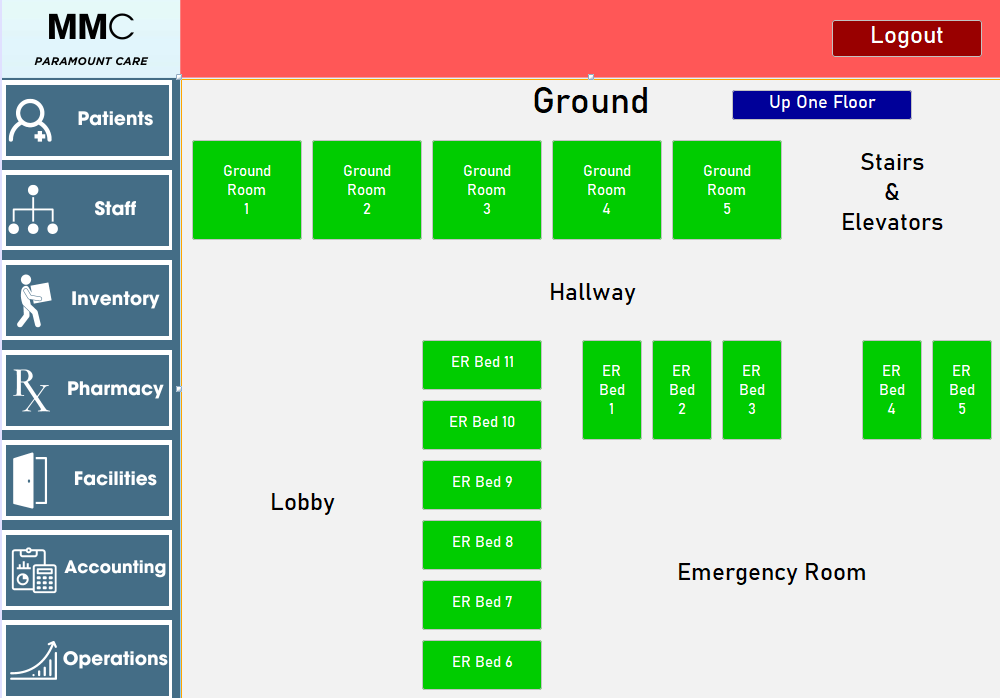 MMC
PARAMOUNT CARE
Logout
Patients
Staff
Inventory
Rx
Pharmacy
Facilities
Accounting
Operations
Ground
Up One Floor
Ground
Room
1
Ground
Room
2
Ground
Room
3
Ground
Room
4
Ground
Room
5
Stairs
&
Elevators
Hallway
ER Bed 11
ER Bed 10
ER Bed 9
ER Bed 8
ER Bed 7
ER Bed 6
ER
Bed
1
ER
Bed
2
ER
Bed
3
ER
Bed
4
ER
Bed
5
Lobby
Emergency Room